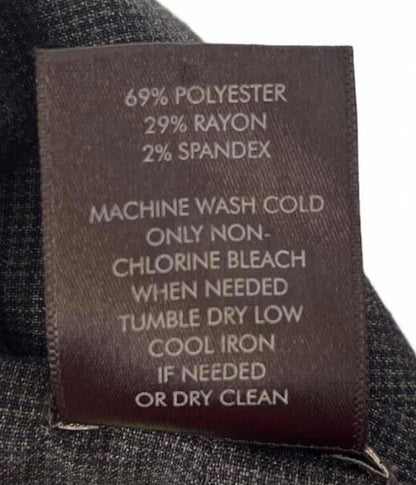 69% POLYESTER
29% RAYON
2% SPANDEX
MACHINE WASH COLD
ONLY NON-
CHLORINE BLEACH
WHEN NEEDED
TUMBLE DRY LOW
COOL IRON
IF NEEDED
OR DRY CLEAN